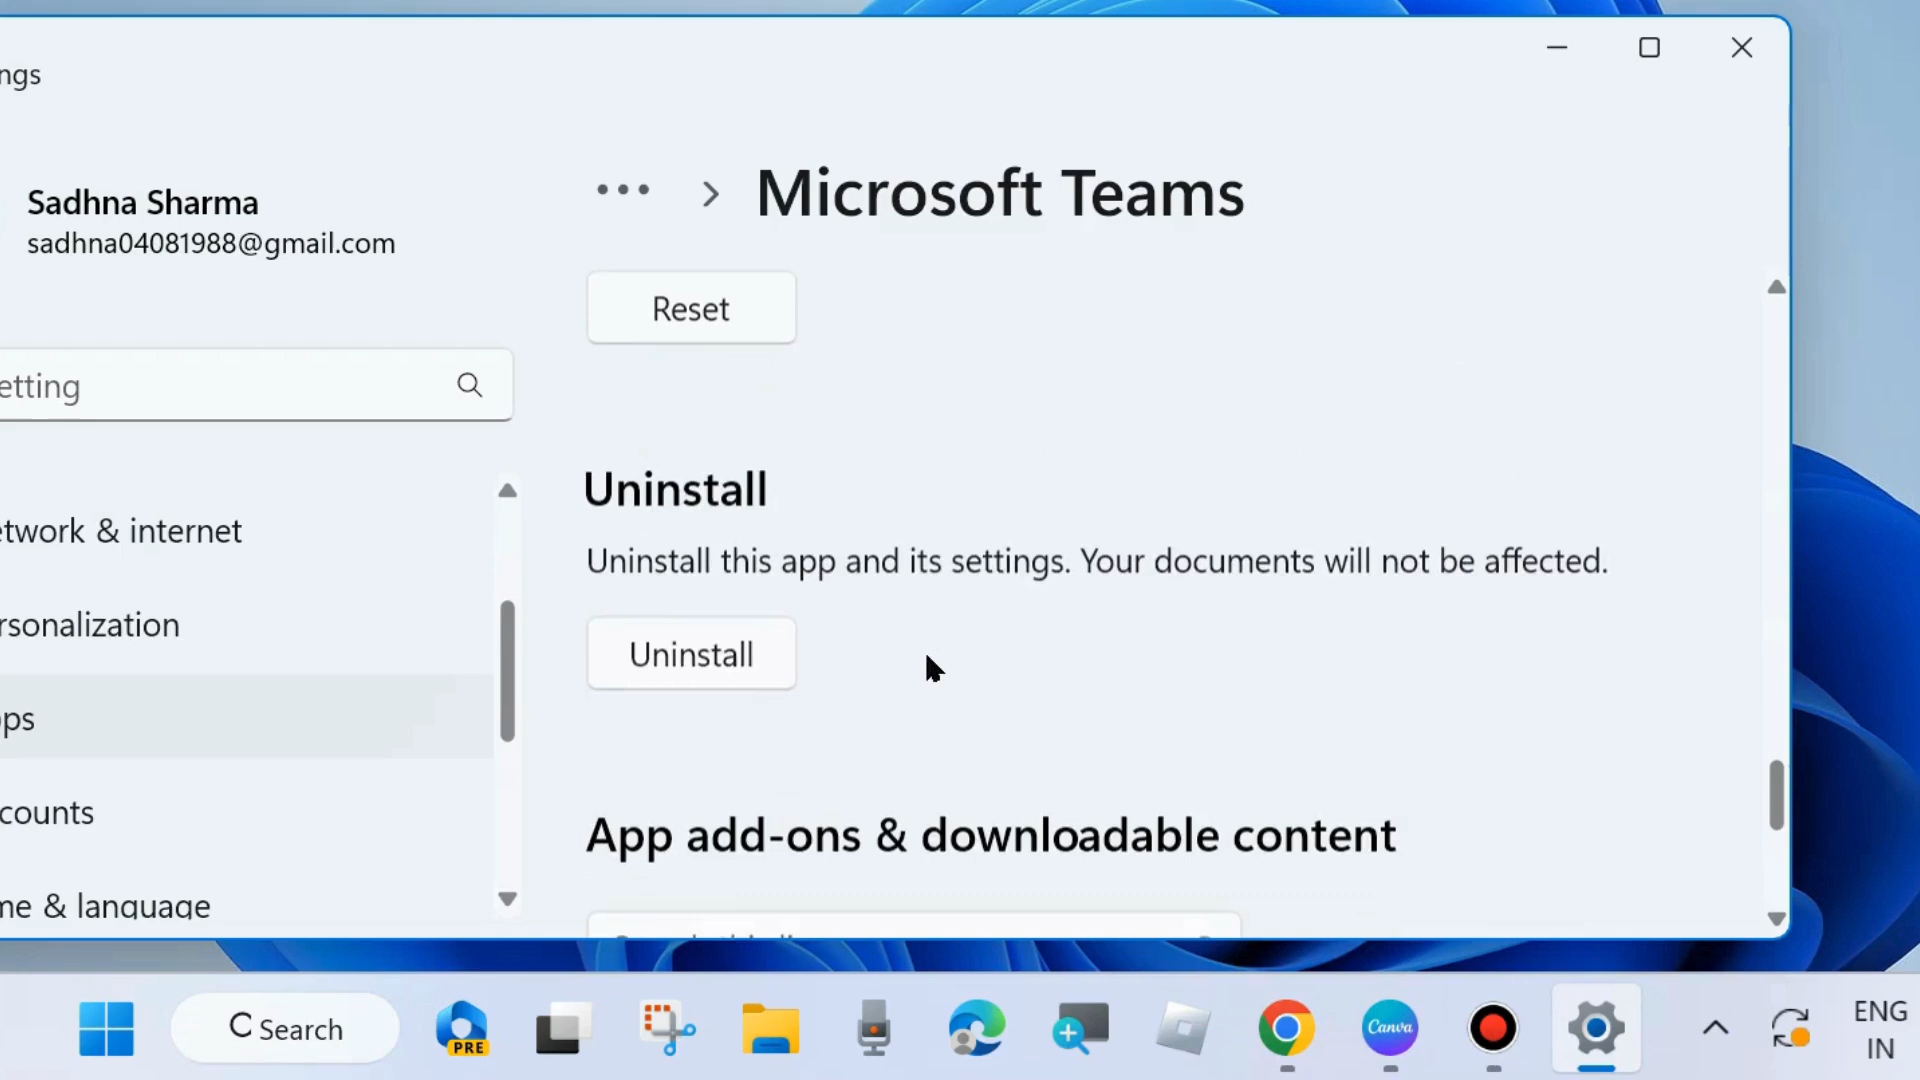 ngs
Sadhna Sharma
sadhna04081988@gmail.com
etting
etwork & internet
rsonalization
ps
counts
me & language
Microsoft Teams
Reset
Uninstall
Uninstall this app and its settings. Your documents will not be affected.
Uninstall
App add-ons & downloadable content
Search
PRE
Canva
ENG
IN